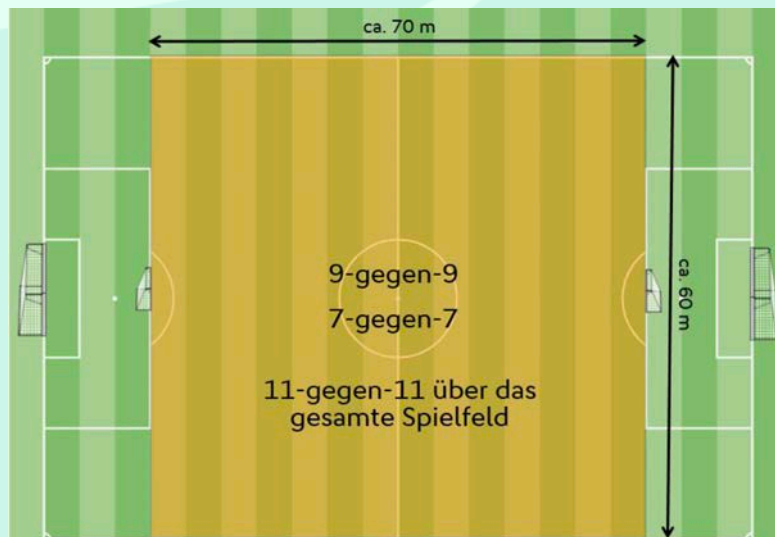 ca. 70 m
9-gegen-9
7-gegen-7
ca. 60 m
11-gegen-11 über das
gesamte Spielfeld